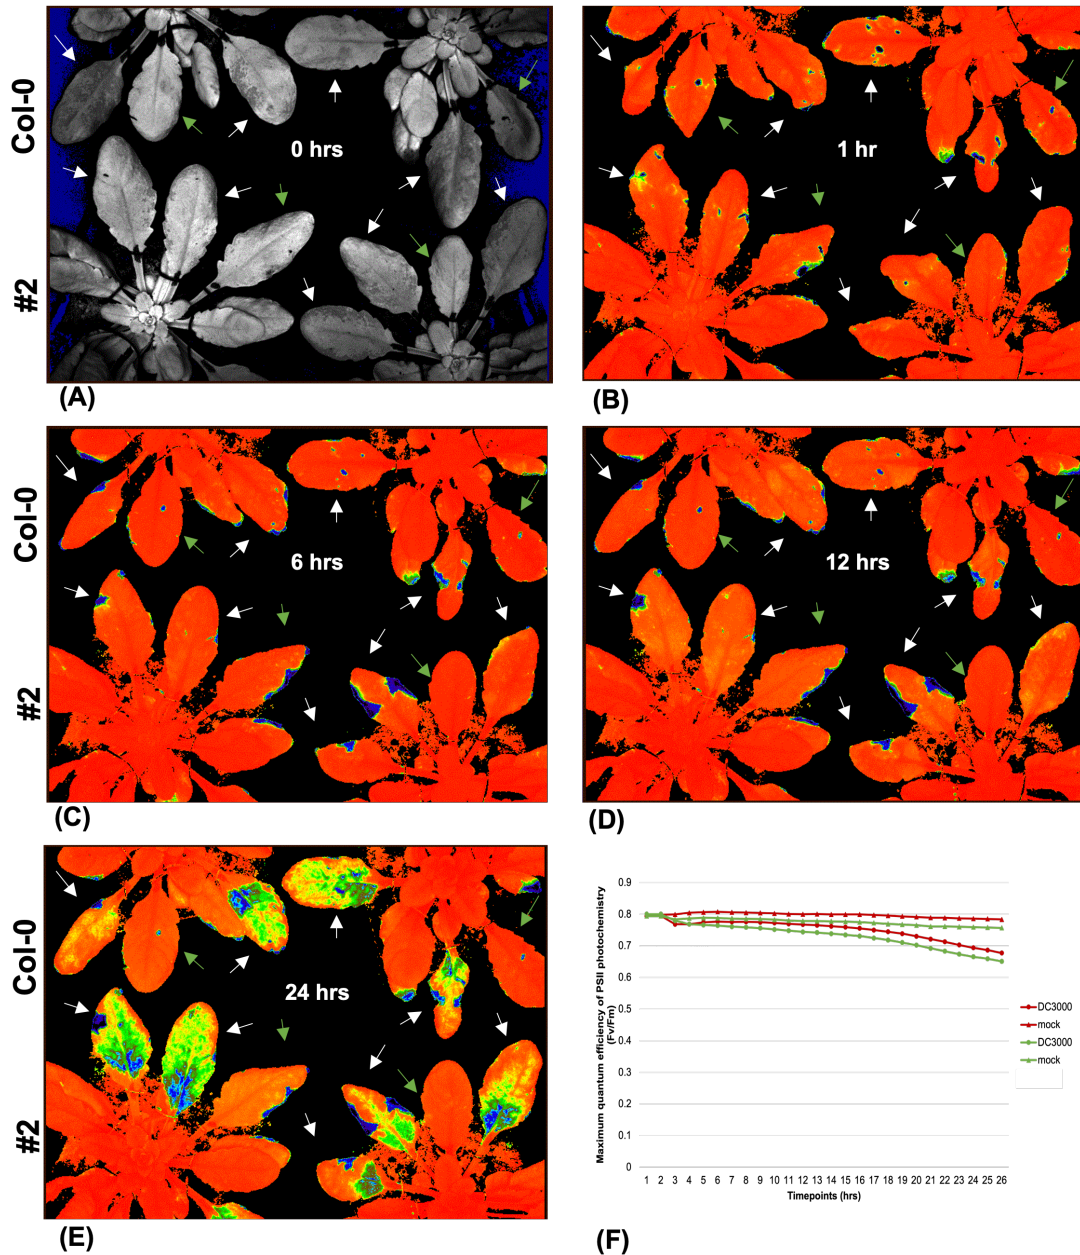 Col-0
#2
0 hrs
(A)
1 hr
(B)
Col-0
#2
6 hrs
(C)
12 hrs
(D)
Col-0
#2
24 hrs
(E)
Maximum quantum efficiency of PSII photochemistry
(Fv/Fm)
0.9
0.8
0.7
0.6
0.5
0.4
0.3
0.2
0.1
0
1 2 3 4 5 6 7 8 9 10 11 12 13 14 15 16 17 18 19 20 21 22 23 24 25 26
Timepoints (hrs)
DC3000
mock
DC3000
mock
(F)